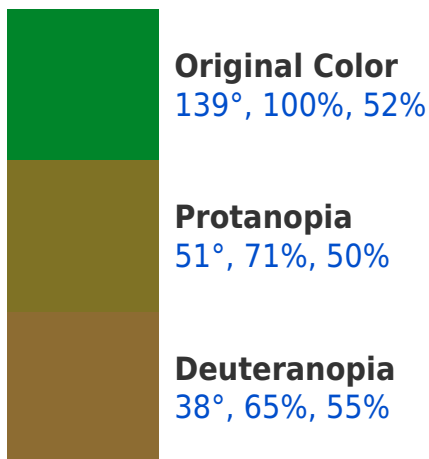 Original Color
139°, 100%, 52%
Protanopia
51°, 71%, 50%
Deuteranopia
38°, 65%, 55%